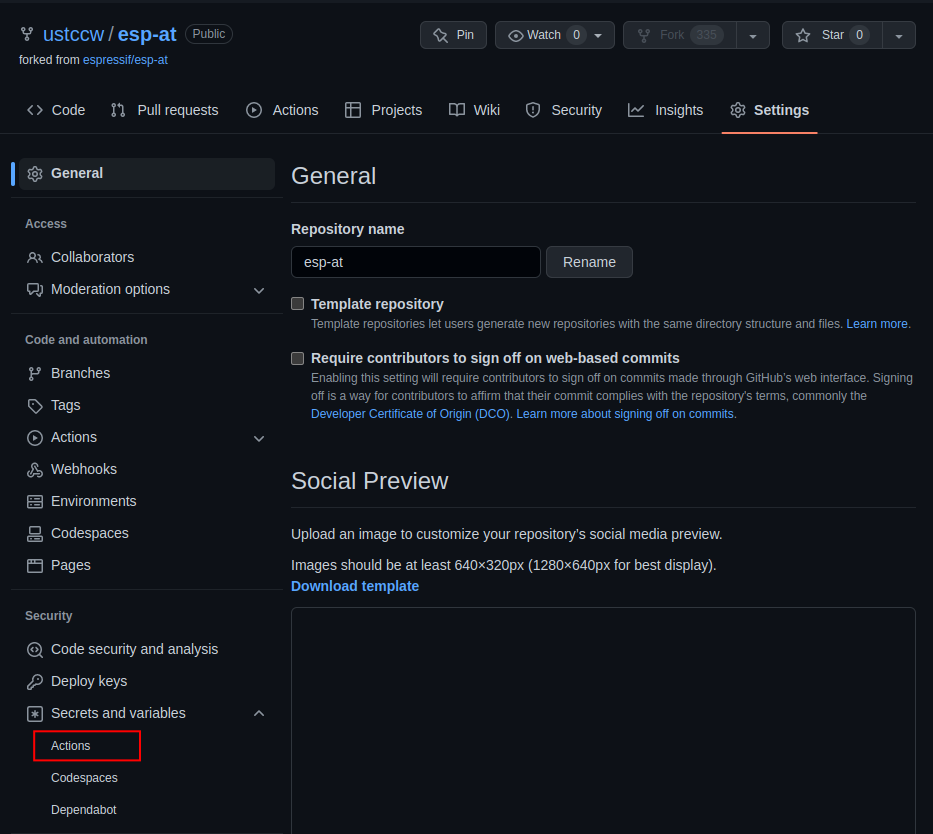 ustccw / esp-at Public
Pin Watch 0 Fork 335 Star 0
forked from espressif/esp-at
Code Pull requests Actions Projects Wiki Security Insights Settings
General
Access
Collaborators
Moderation options
Code and automation
Branches
Tags
Actions
Webhooks
Environments
Codespaces
Pages
Security
Code security and analysis
Deploy keys
Secrets and variables
Actions
Codespaces
Dependabot
General
Repository name
esp-at Rename
Template repository
Template repositories let users generate new repositories with the same directory structure and files. Learn more.
Require contributors to sign off on web-based commits
Enabling this setting will require contributors to sign off on commits made through GitHub's web interface. Signing
off is a way for contributors to affirm that their commit complies with the repository's terms, commonly the
Developer Certificate of Origin (DCO). Learn more about signing off on commits.
Social Preview
Upload an image to customize your repository's social media preview.
Images should be at least 640×320px (1280×640px for best display).
Download template